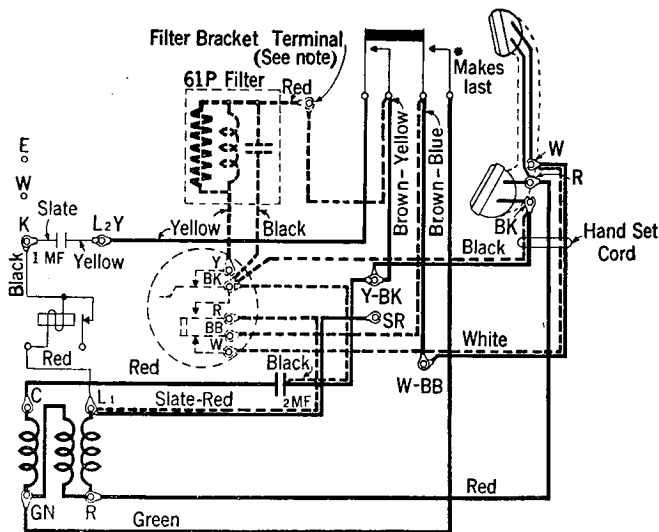 Filter Bracket Terminal
(See note)
61P Filter
Red
*
Makes
last
E
W
K
Slate
L2Y
Yellow
1 MF
Yellow
Black
Black
Brown-Yellow
Brown-Blue
W
R
BK
Hand Set
Cord
Black
Y
BK
R
BB
W
Y-BK
SR
White
Red
Red
Black
2MF
W-BB
C
L1
Slate-Red
GN
R
Red
Green